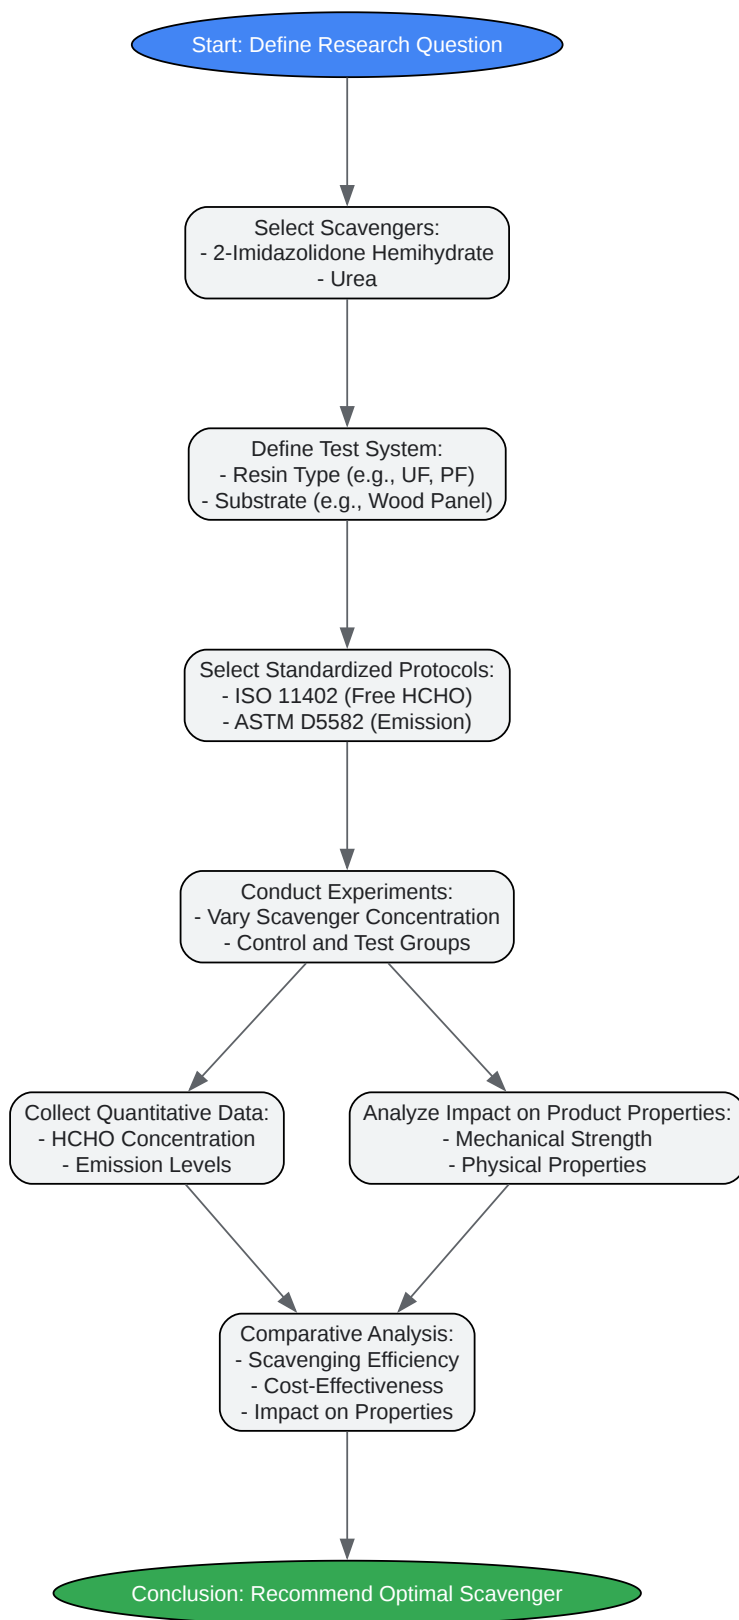 Start: Define Research Question
Select Scavengers:
- 2-Imidazolidone Hemihydrate
- Urea
Define Test System:
- Resin Type (e.g., UF, PF)
- Substrate (e.g., Wood Panel)
Select Standardized Protocols:
- ISO 11402 (Free HCHO)
- ASTM D5582 (Emission)
Conduct Experiments:
- Vary Scavenger Concentration
- Control and Test Groups
Collect Quantitative Data:
- HCHO Concentration
- Emission Levels
Analyze Impact on Product Properties:
- Mechanical Strength
- Physical Properties
Comparative Analysis:
- Scavenging Efficiency
- Cost-Effectiveness
- Impact on Properties
Conclusion: Recommend Optimal Scavenger